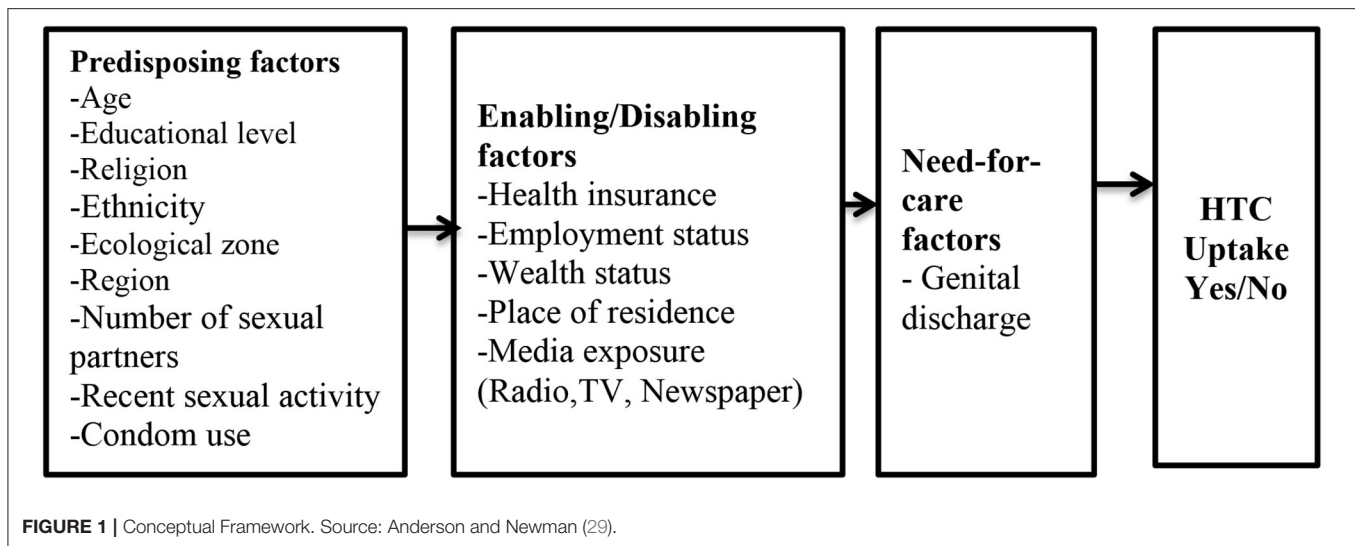 Predisposing factors
-Age
-Educational level
-Religion
-Ethnicity
-Ecological zone
-Region
-Number of sexual
partners
-Recent sexual activity
-Condom use
Enabling/Disabling
factors
-Health insurance
-Employment status
-Wealth status
-Place of residence
-Media exposure
(Radio,TV, Newspaper)
Need-for-
care
factors
- Genital
discharge
HTC
Uptake
Yes/No
FIGURE 1 | Conceptual Framework. Source: Anderson and Newman (29).